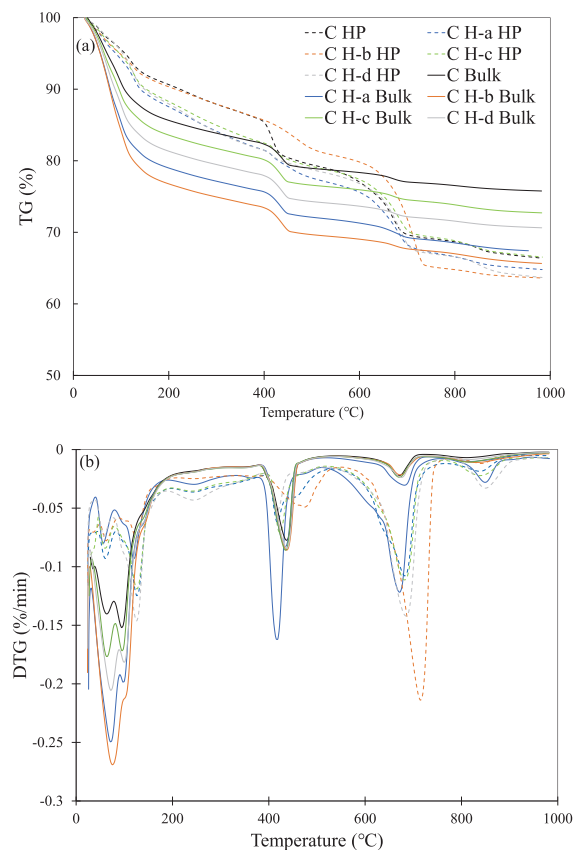 100
(a)
C HP
C H-a HP
C H-b HP
C H-c HP
C H-d HP
C Bulk
C H-a Bulk
C H-b Bulk
C H-c Bulk
C H-d Bulk
90
80
70
60
50
TG (%)
0 200 400 600 800 1000
Temperature (℃)
(b)
0
-0.05
-0.1
-0.15
-0.2
-0.25
-0.3
DTG (%/min)
0 200 400 600 800 1000
Temperature (℃)